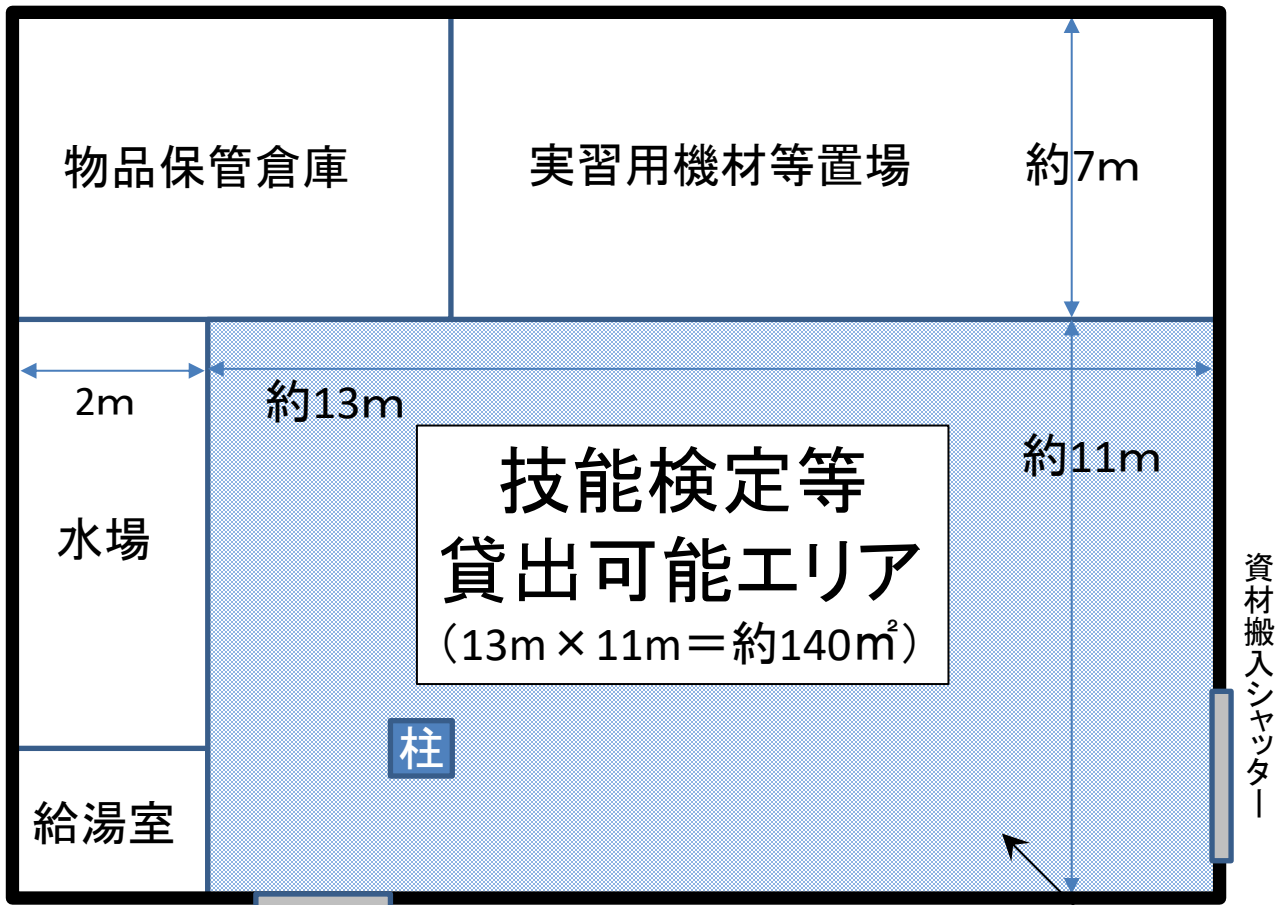 物品保管倉庫
実習用機材等置場
約7m
2m
約13m
約11m
技能検定等
貸出可能エリア
（13m×11m＝約140㎡）
水場
資材搬入シャッター
柱
給湯室